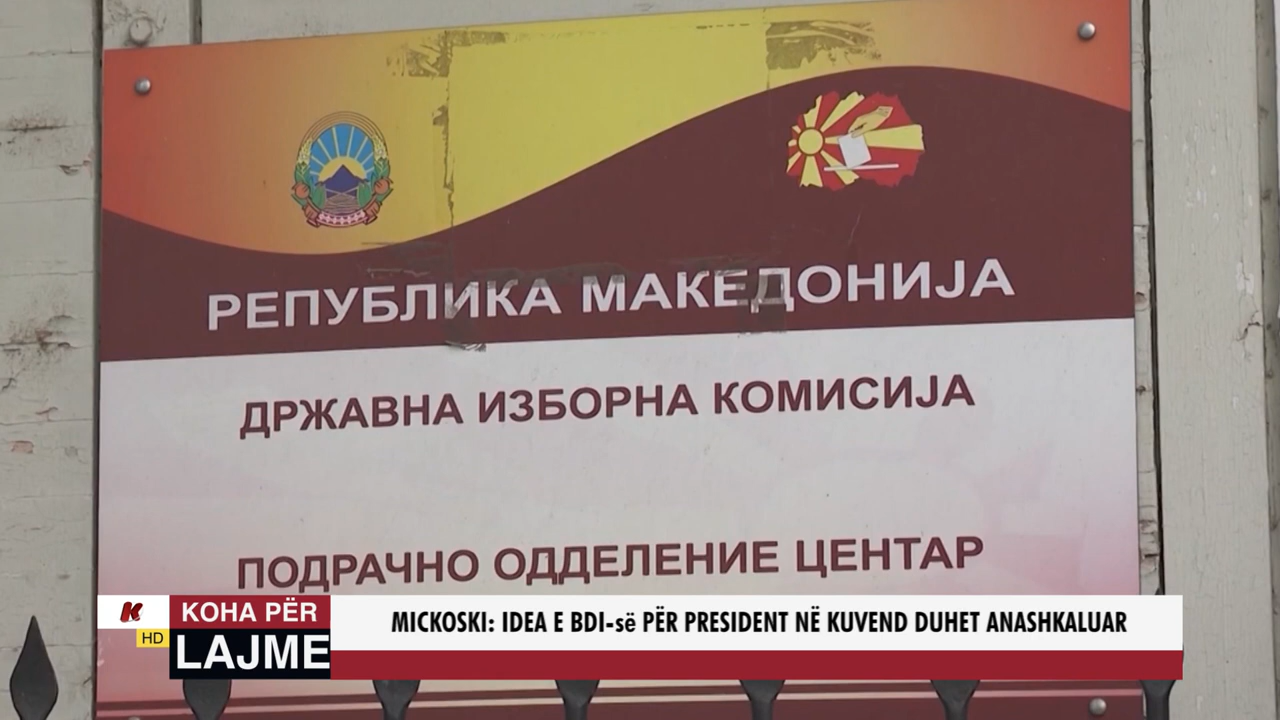 РЕПУБЛИКА МАКЕДОНИЈА
ДРЖАВНА ИЗБОРНА КОМИСИЈА
ПОДРАЧНО ОДДЕЛЕНИЕ ЦЕНТАР
K
HD
KOHA PËR
LAJME
MICKOSKI: IDEA E BDI-së PËR PRESIDENT NË KUVEND DUHET ANASHKALUAR